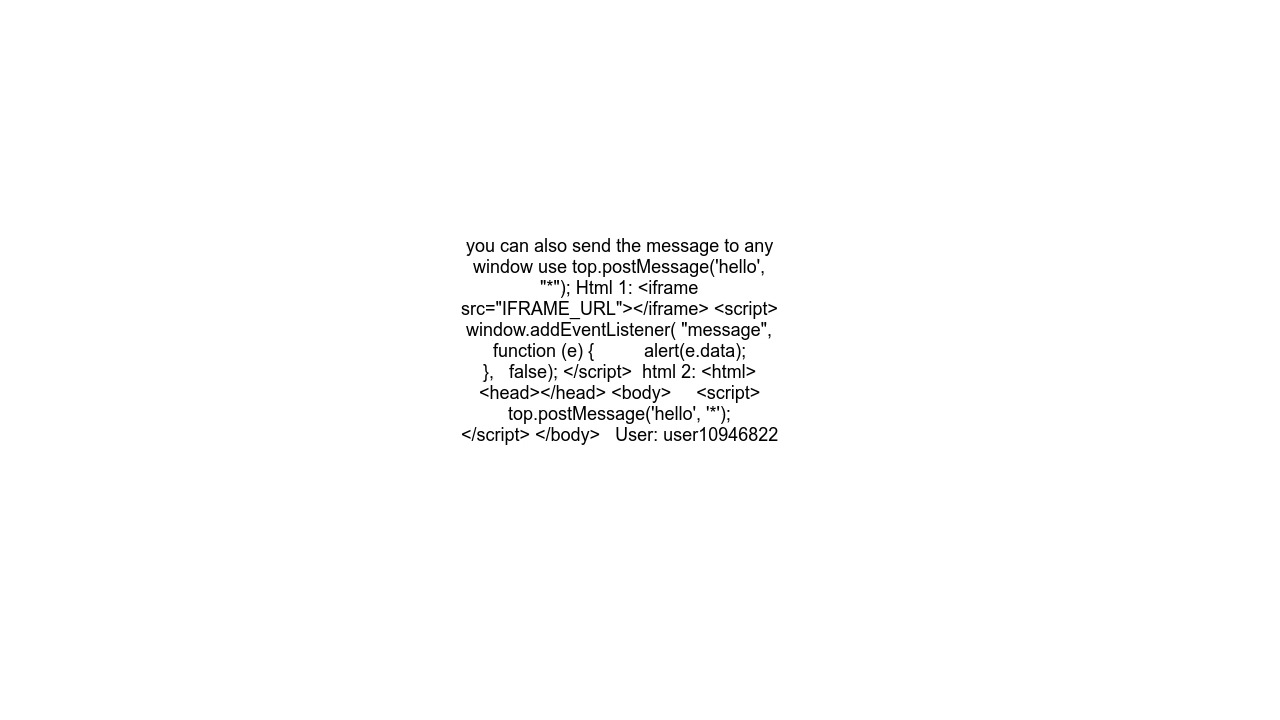 you can also send the message to any
window use top.postMessage('hello',
"*"); Html 1: <iframe
src="IFRAME_URL"></iframe> <script>
window.addEventListener( "message",
function (e) {          alert(e.data);
},   false); </script>  html 2: <html>
<head></head> <body>     <script>
top.postMessage('hello', '*');
</script> </body>   User: user10946822